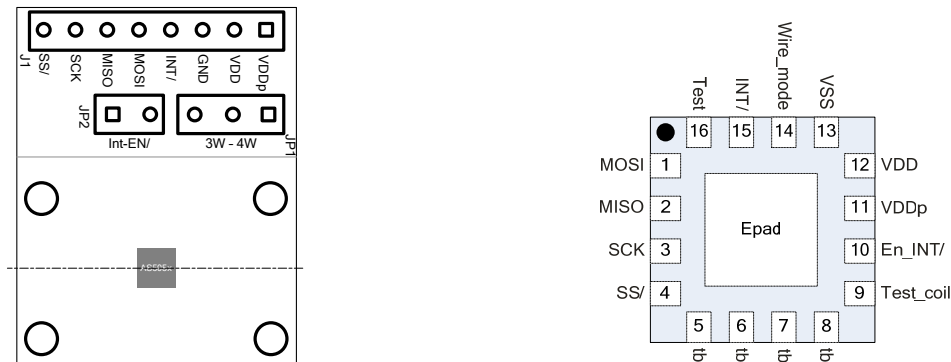 J1
SS/
SCK
MISO
MOSI
INT/
GND
VDD
VDDp
JP2
Int-EN/
3W - 4W
JP1
Test
INT/
Wire_mode
VSS
16 15 14 13
MOSI 1
MISO 2
SCK 3
SS/ 4
Epad
12 VDD
11 VDDp
10 En_INT/
9 Test_coil
5 6 7 8
tb tb tb tb